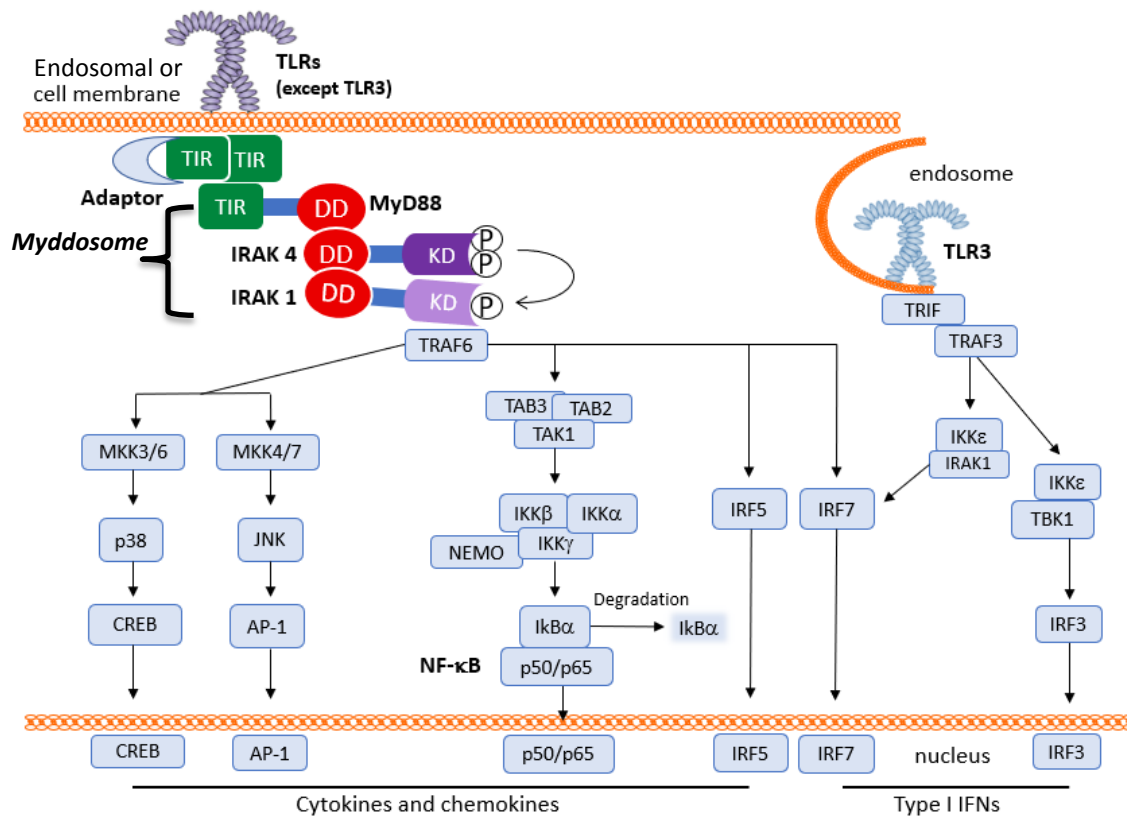 TLRs
(except TLR3)
Endosomal or
cell membrane
TIR
TIR
Adaptor
TIR
DD
MyD88
Myddosome
IRAK 4
DD
KD
P
P
IRAK 1
DD
KD
P
endosome
TLR3
TRIF
TRAF3
TRAF6
TAB3
TAB2
TAK1
MKK3/6
MKK4/7
IKKε
IRAK1
IKKε
TBK1
IKKβ
IKKα
IKKγ
NEMO
IRF5
IRF7
p38
JNK
Degradation
CREB
AP-1
IkBα
IkBα
IRF3
NF-κB
p50/p65
CREB
AP-1
p50/p65
IRF5
IRF7
nucleus
IRF3
Cytokines and chemokines
Type I IFNs